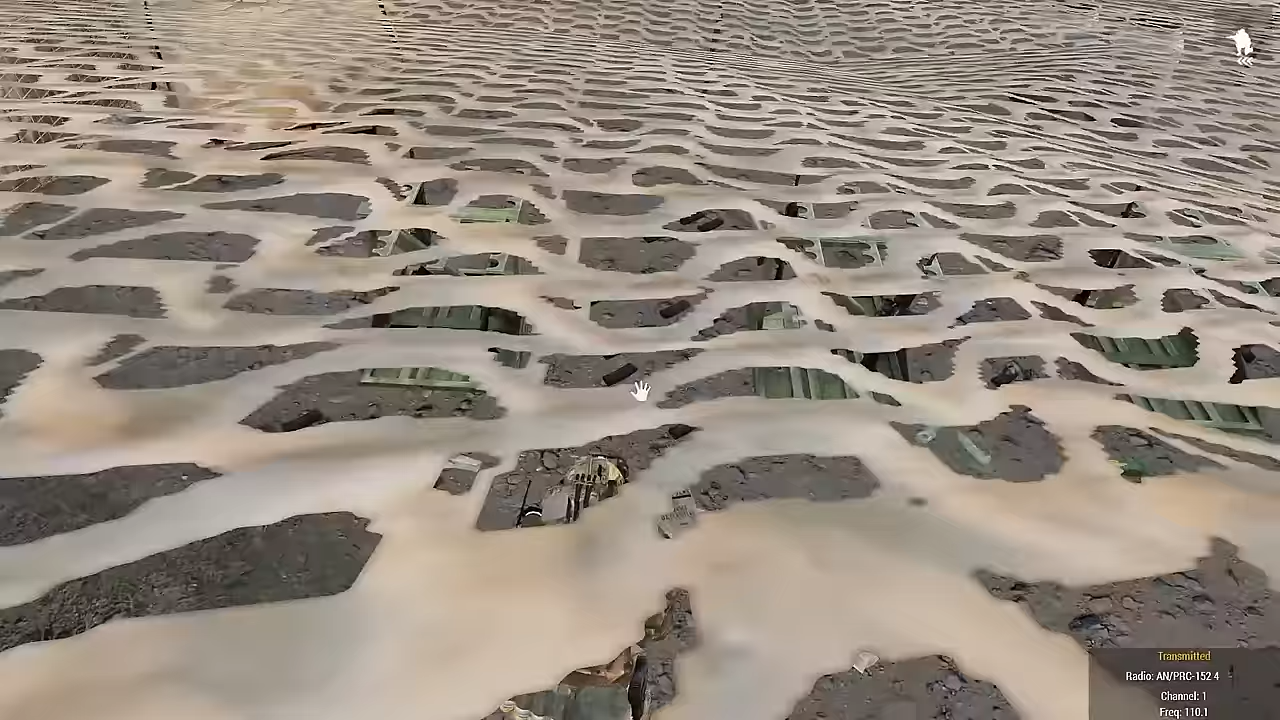 Transmitted
Radio: AN/PRC-152 4
Channel: 1
Freq: 110.1